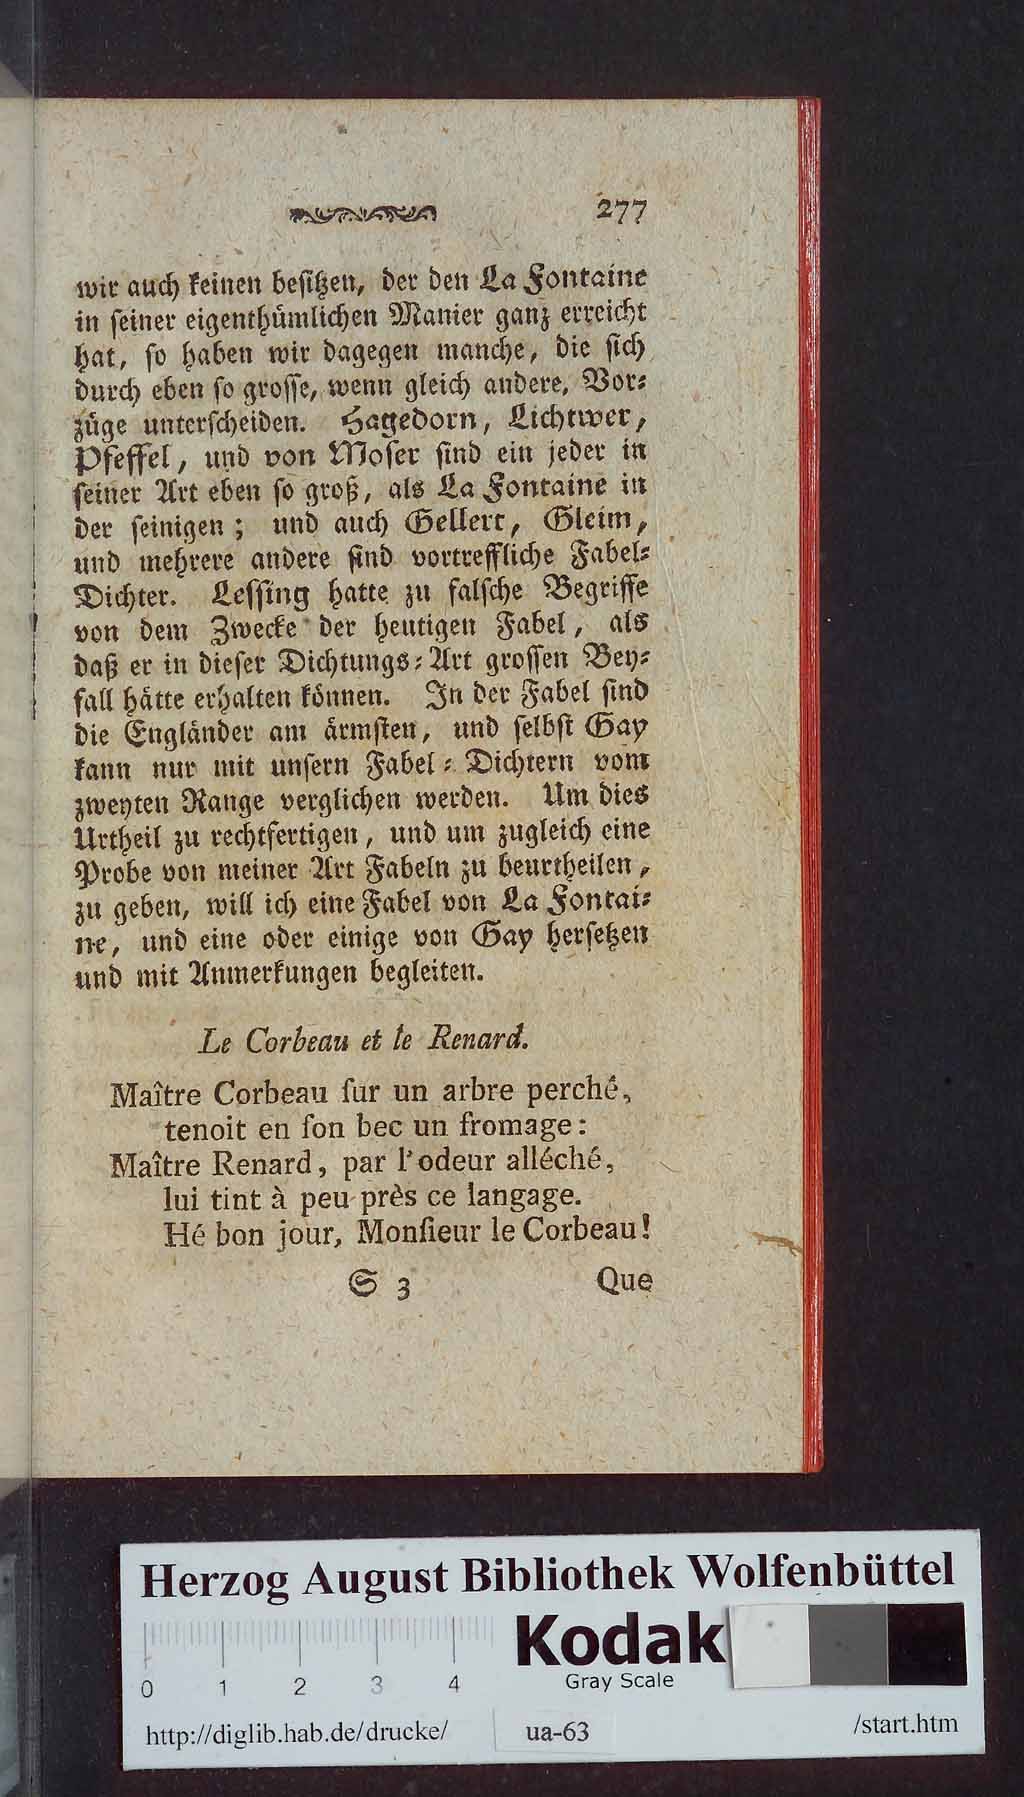 277
wir auch keinen besitzen, der den La Fontaine
in seiner eigenthümlichen Manier ganz erreicht
hat, so haben wir dagegen manche, die sich
durch eben so grosse, wenn gleich andere, Vor-
züge unterscheiden. Hagedorn, Lichtwer,
Pfeffel, und von Moser sind ein jeder in
seiner Art eben so groß, als La Fontaine in
der seinigen; und auch Gellert, Gleim,
und mehrere andere sind vortreffliche Fabel-
Dichter. Lessing hatte zu falsche Begriffe
von dem Zwecke der heutigen Fabel, als
daß er in dieser Dichtungs-Art grossen Bey-
fall hätte erhalten können. In der Fabel sind
die Engländer am ärmsten, und selbst Gay
kann nur mit unsern Fabel-Dichtern vom
zweyten Range verglichen werden. Um dies
Urtheil zu rechtfertigen, und um zugleich eine
Probe von meiner Art Fabeln zu beurtheilen,
zu geben, will ich eine Fabel von La Fontai-
ne, und eine oder einige von Gay hersetzen
und mit Anmerkungen begleiten.
Le Corbeau et le Renard.
Maître Corbeau ſur un arbre perché,
tenoit en ſon bec un fromage:
Maître Renard, par l'odeur alléché,
lui tint à peu près ce langage.
Hé bon jour, Monſieur le Corbeau!
S 3 Que
Herzog August Bibliothek Wolfenbüttel
Kodak
Gray Scale
0 1 2 3 4
http://diglib.hab.de/drucke/ ua-63 /start.htm